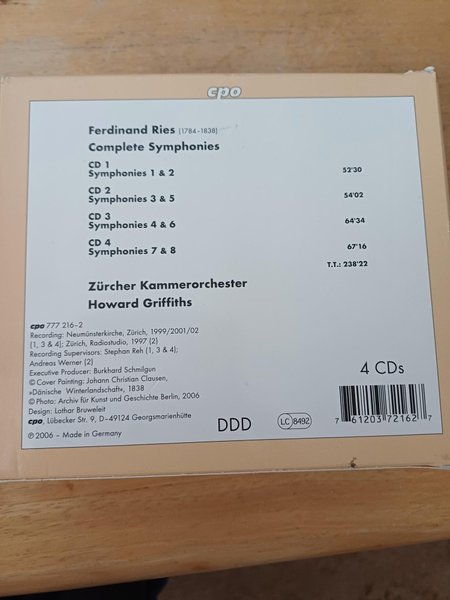 cpo
Ferdinand Ries (1784-1838)
Complete Symphonies
CD 1
Symphonies 1 & 2 52'30
CD 2
Symphonies 3 & 5 54'02
CD 3
Symphonies 4 & 6 64'34
CD 4
Symphonies 7 & 8 67'16
T.T.: 238'22
Zürcher Kammerorchester
Howard Griffiths
cpo 777 216-2
Recording: Neumünsterkirche, Zürich, 1999/2001/02
(1, 3 & 4); Zürich, Radiostudio, 1997 (2)
Recording Supervisors: Stephan Reh (1, 3 & 4);
Andreas Werner (2)
Executive Producer: Burkhard Schmilgun
© Cover Painting: Johann Christian Clausen,
»Dänische Winterlandschaft«, 1838
© Photo: Archiv für Kunst und Geschichte Berlin, 2006
Design: Lothar Bruweleit
cpo, Lübecker Str. 9, D–49124 Georgsmarienhütte
℗ 2006 – Made in Germany
DDD
LC 8492
4 CDs
7 61203 72162 7